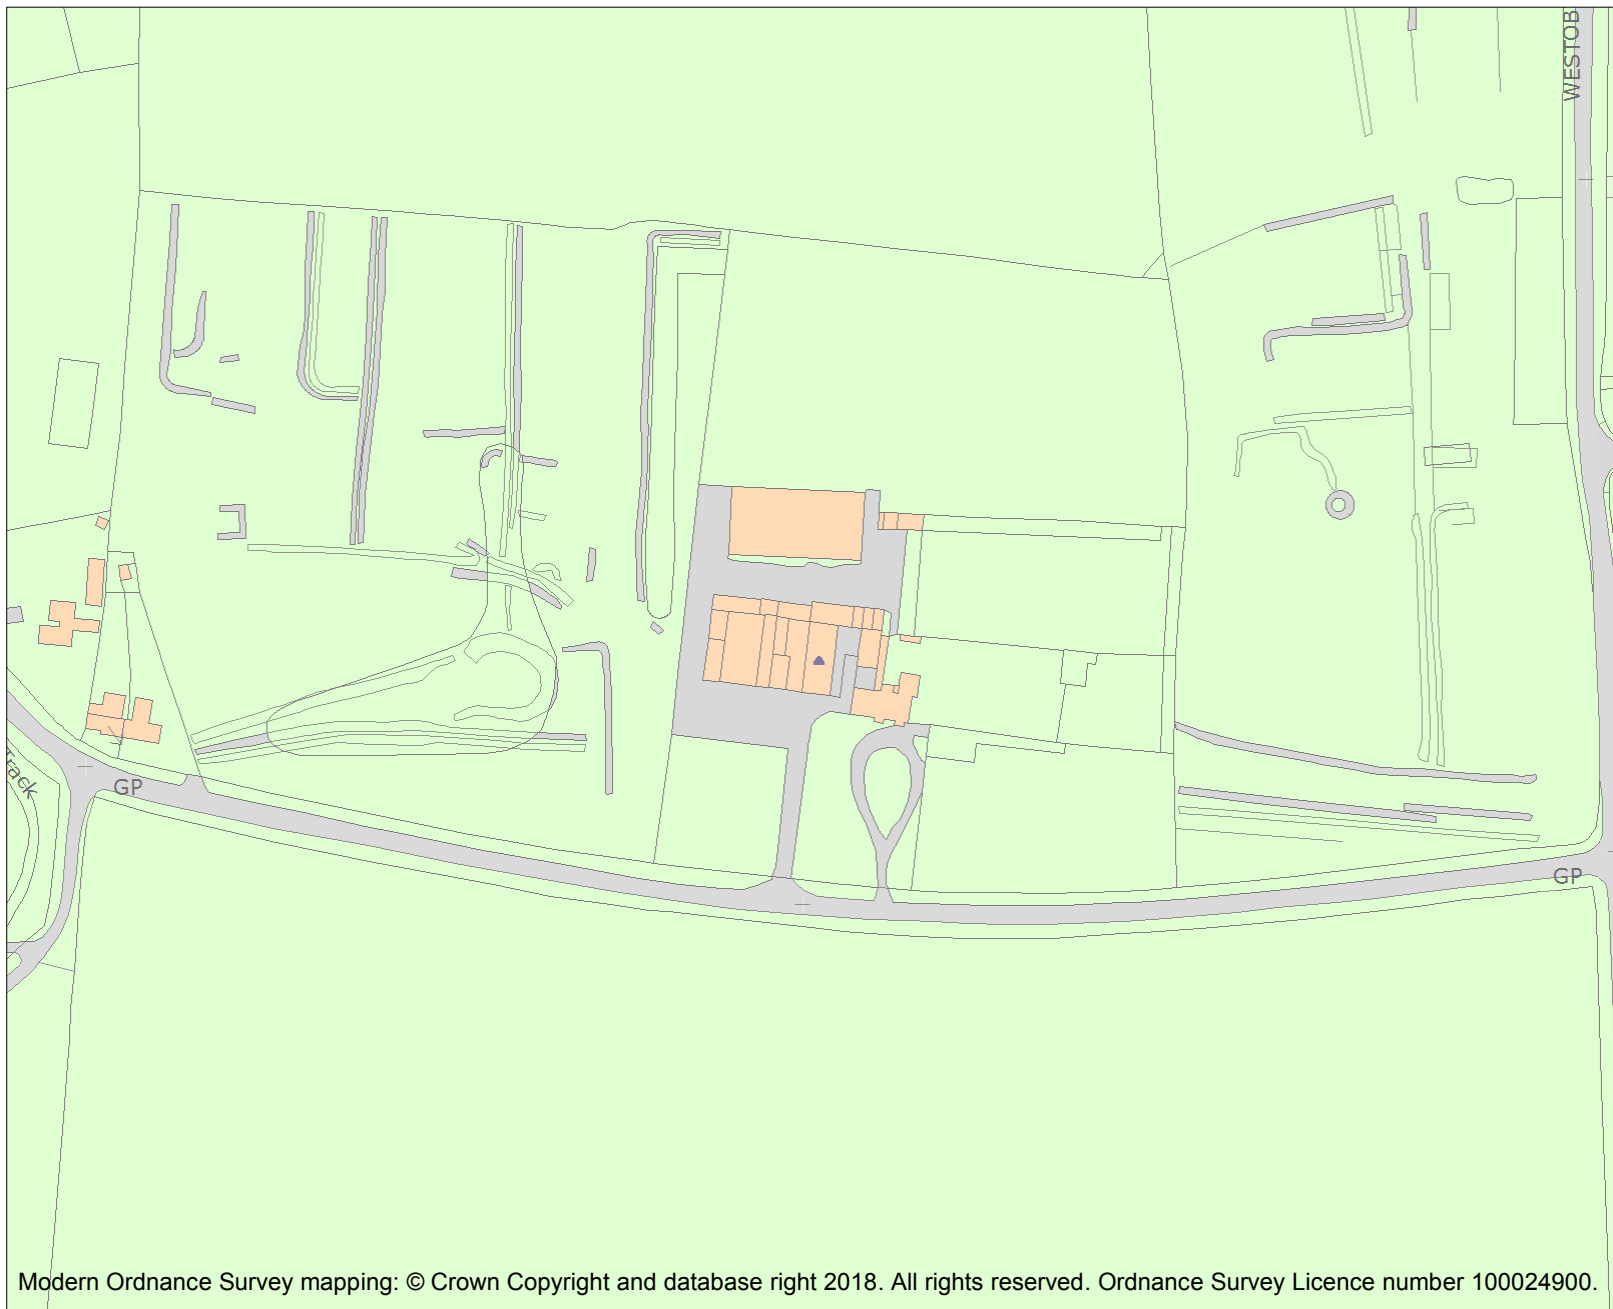 WESTOB
Track
GP
GP
Modern Ordnance Survey mapping: © Crown Copyright and database right 2018. All rights reserved. Ordnance Survey Licence number 100024900.